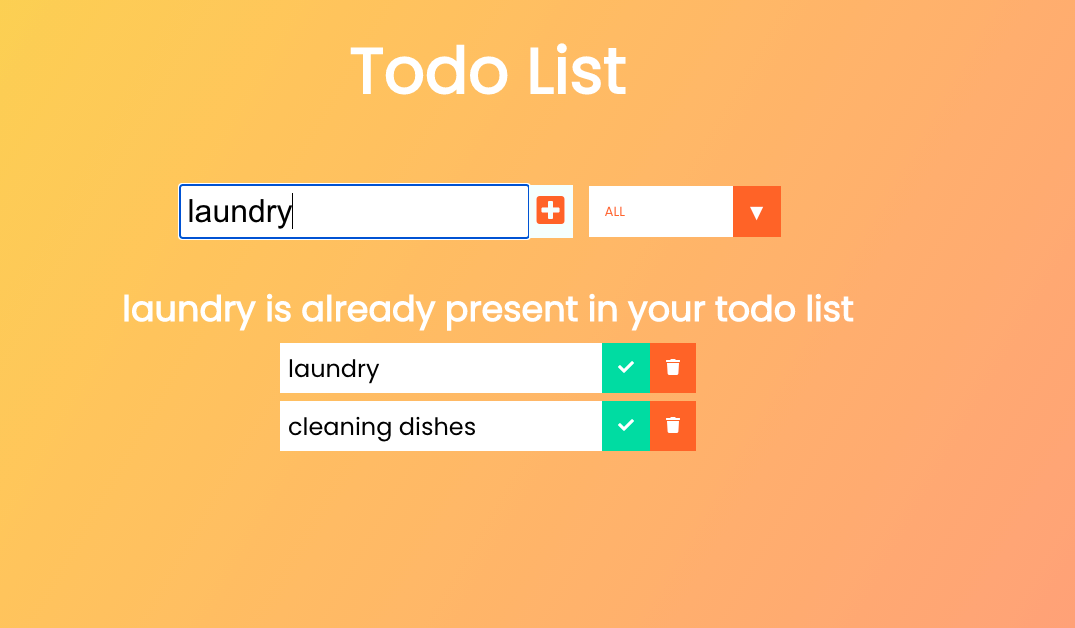 Todo List
laundry
ALL
laundry is already present in your todo list
laundry
cleaning dishes